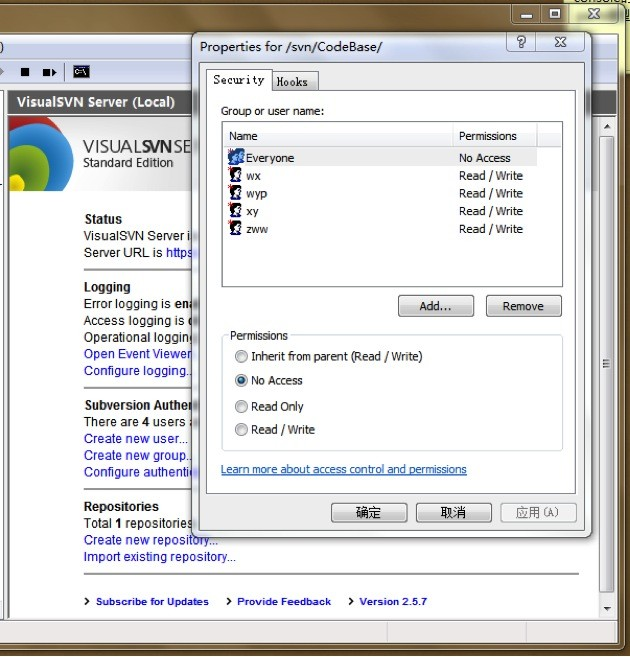 Properties for /svn/CodeBase/
Security
Hooks
Group or user name:
Name Permissions
Everyone No Access
wx Read / Write
wyp Read / Write
xy Read / Write
zww Read / Write
Add... Remove
Permissions
Inherit from parent (Read / Write)
No Access
Read Only
Read / Write
Learn more about access control and permissions
确定 取消 应用(A)
VisualSVN Server (Local)
VISUALSVN SE
Standard Edition
Status
VisualSVN Server i
Server URL is https
Logging
Error logging is ena
Access logging is
Operational logging
Open Event Viewer
Configure logging..
Subversion Authen
There are 4 users a
Create new user...
Create new group..
Configure authenti
Repositories
Total 1 repositories
Create new repository...
Import existing repository...
Subscribe for Updates Provide Feedback Version 2.5.7